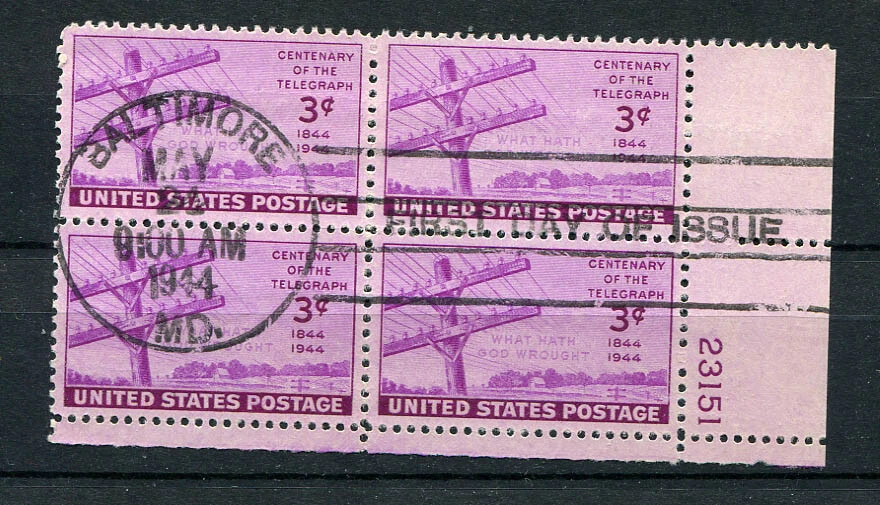 CENTENARY
OF THE
TELEGRAPH
3¢
1844
1944
WHAT
GOD WROUGHT
UNITED STATES POSTAGE
CENTENARY
OF THE
TELEGRAPH
3¢
1844
1944
WHAT HATH
UNITED STATES POSTAGE
BALTIMORE
MAY
24
9:00 AM
1944
MD.
FIRST DAY OF ISSUE
CENTENARY
OF THE
TELEGRAPH
3¢
1844
1944
WHAT HATH
GOD WROUGHT
UNITED STATES POSTAGE
CENTENARY
OF THE
TELEGRAPH
3¢
1844
1944
WHAT HATH
GOD WROUGHT
UNITED STATES POSTAGE
23151